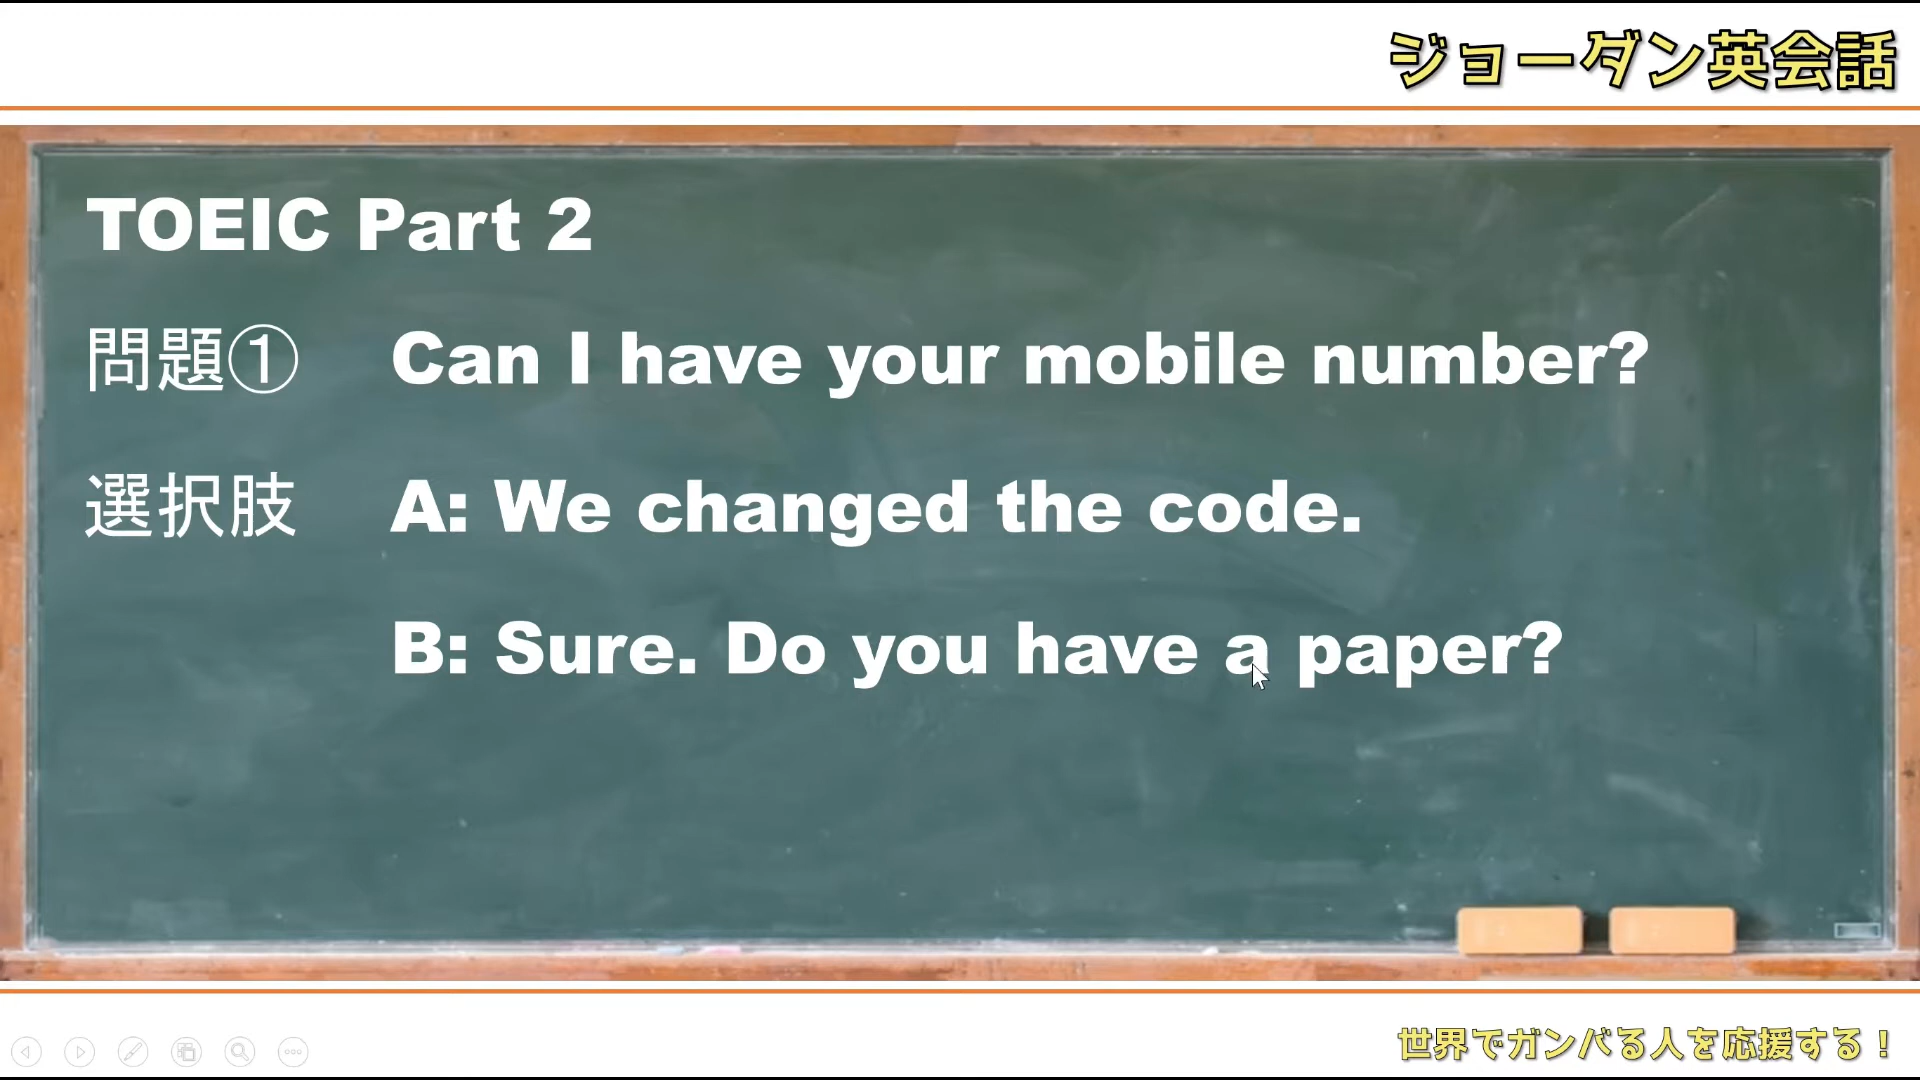 ジョーダン英会話
TOEIC Part 2
問題① Can I have your mobile number?
選択肢 A: We changed the code.
B: Sure. Do you have a paper?
世界でガンバる人を応援する！